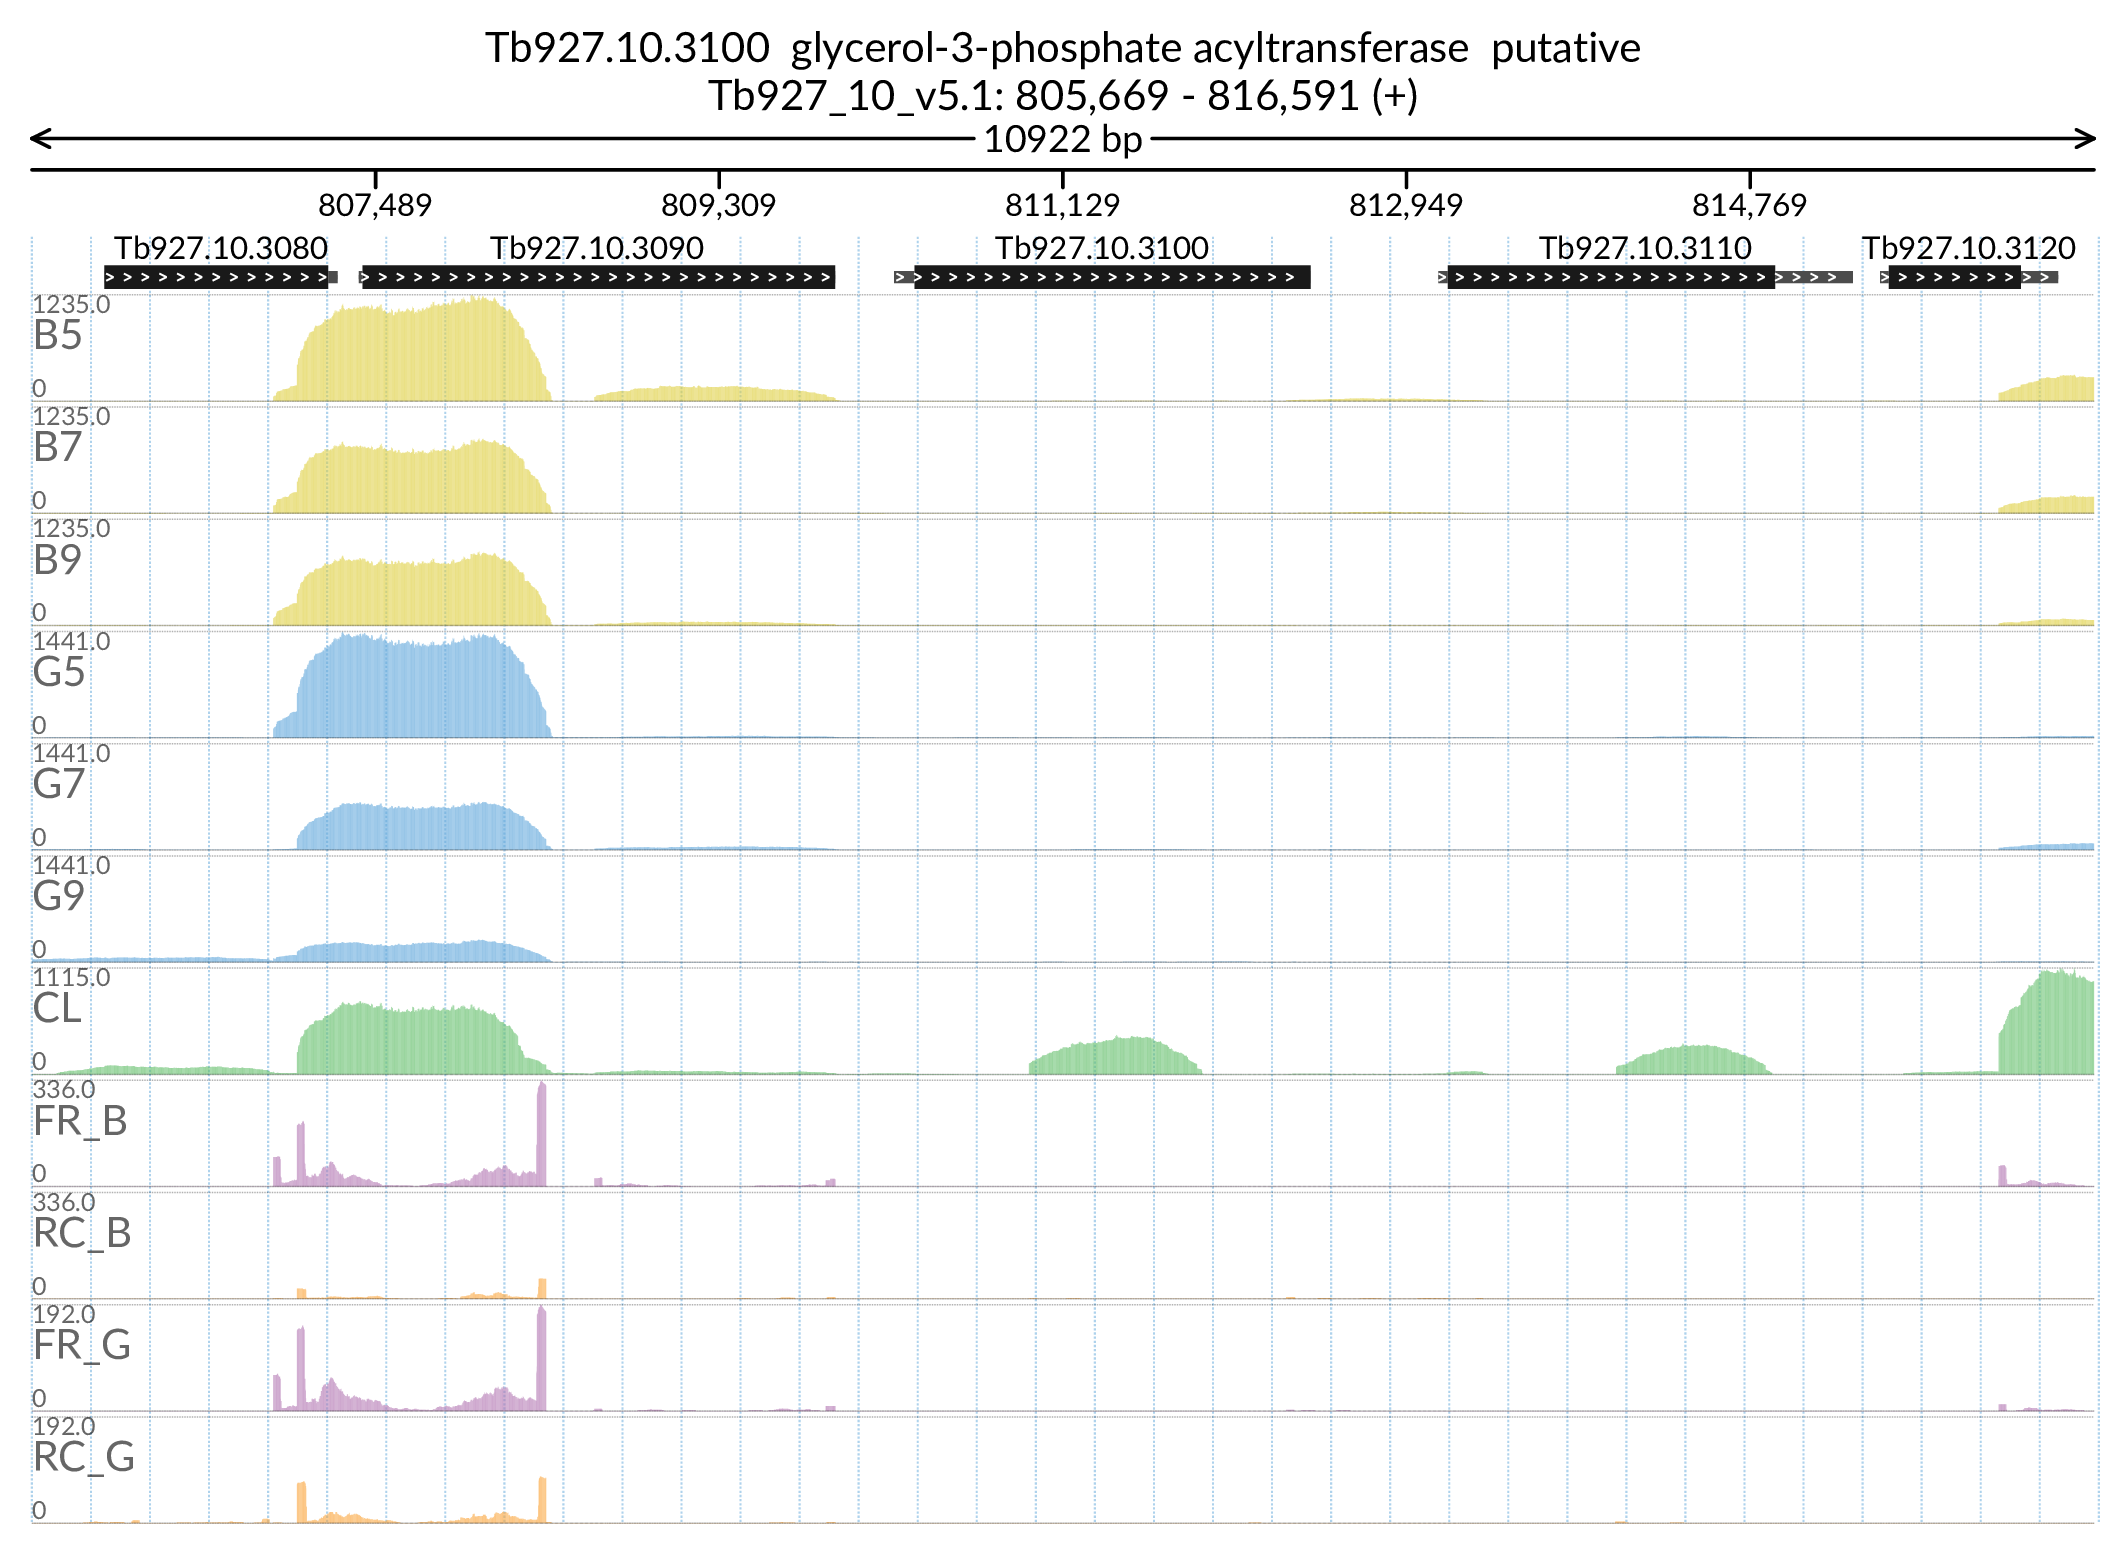 Tb927.10.3100  glycerol-3-phosphate acyltransferase  putative
Tb927_10_v5.1: 805,669 - 816,591 (+)
10922 bp
807,489 809,309 811,129 812,949 814,769
Tb927.10.3080 Tb927.10.3090 Tb927.10.3100 Tb927.10.3110 Tb927.10.3120
1235.0
B5
0
1235.0
B7
0
1235.0
B9
0
1441.0
G5
0
1441.0
G7
0
1441.0
G9
0
1115.0
CL
0
336.0
FR_B
0
336.0
RC_B
0
192.0
FR_G
0
192.0
RC_G
0